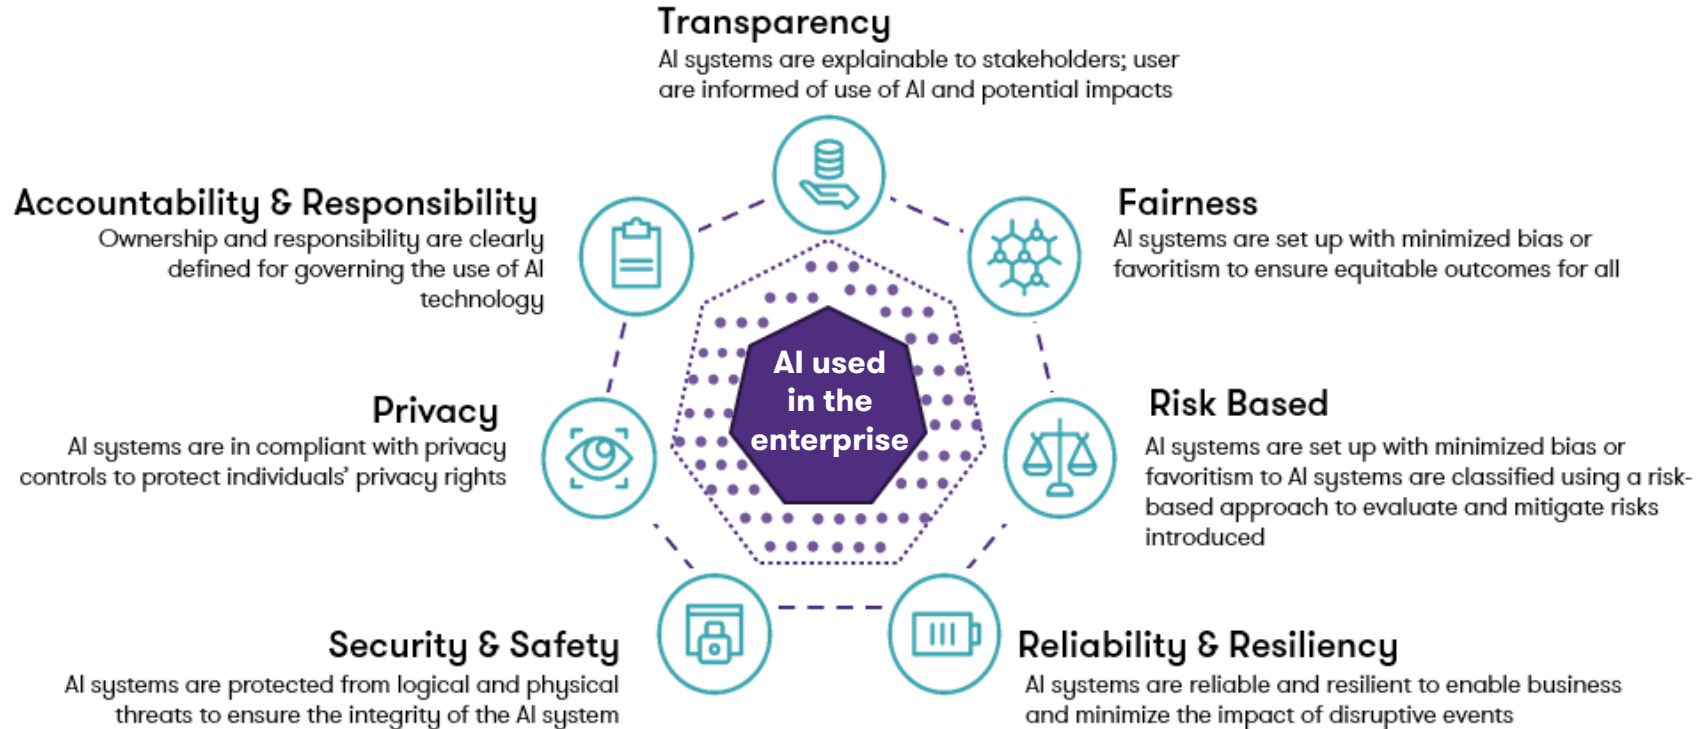 Transparency
AI systems are explainable to stakeholders; user
are informed of use of AI and potential impacts
Accountability & Responsibility
Ownership and responsibility are clearly
defined for governing the use of AI
technology
Fairness
AI systems are set up with minimized bias or
favoritism to ensure equitable outcomes for all
AI used
in the
enterprise
Privacy
AI systems are in compliant with privacy
controls to protect individuals’ privacy rights
Risk Based
AI systems are set up with minimized bias or
favoritism to AI systems are classified using a risk-
based approach to evaluate and mitigate risks
introduced
Security & Safety
AI systems are protected from logical and physical
threats to ensure the integrity of the AI system
Reliability & Resiliency
AI systems are reliable and resilient to enable business
and minimize the impact of disruptive events